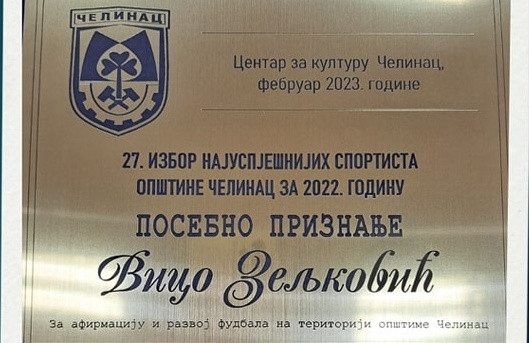 ЧЕЛИНАЦ
Центар за културу Челинац,
фебруар 2023. године
27. ИЗБОР НАЈУСПЈЕШНИЈИХ СПОРТИСТА
ОПШТИНЕ ЧЕЛИНАЦ ЗА 2022. ГОДИНУ
ПОСЕБНО ПРИЗНАЊЕ
Вицо Зељковић
За афирмацију и развој фудбала на територији општиме Челинац